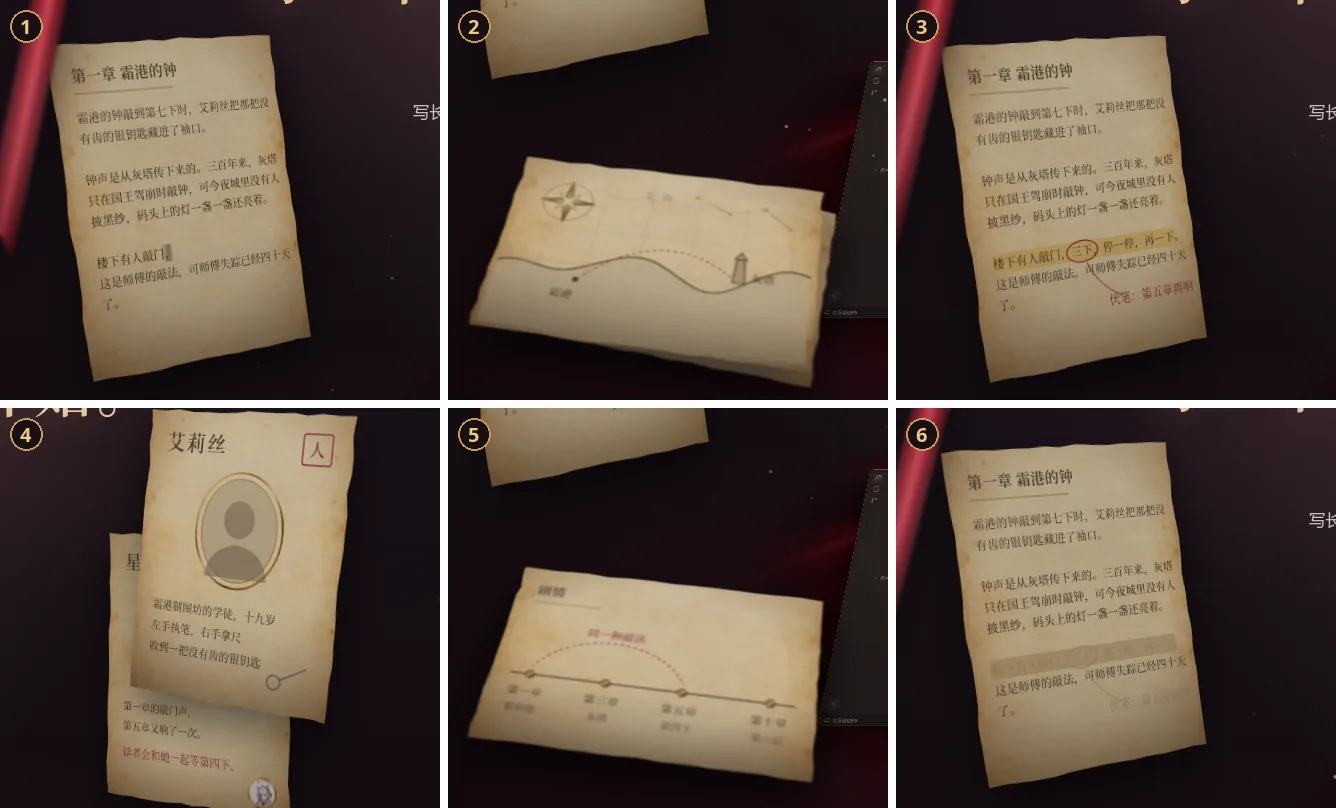 1
第一章 霜港的钟
霜港的钟敲到第七下时，艾莉丝把那把没
有齿的银钥匙藏进了袖口。
钟声是从灰塔传下来的。三百年来，灰塔
只在国王驾崩时敲钟，可今夜城里没有人
披黑纱，码头上的灯一盏一盏还亮着。
楼下有人敲门，
这是师傅的敲法，可师傅失踪已经四十天
了。
写长
2
霜港
灰塔
3
第一章 霜港的钟
霜港的钟敲到第七下时，艾莉丝把那把没
有齿的银钥匙藏进了袖口。
钟声是从灰塔传下来的。三百年来，灰塔
只在国王驾崩时敲钟，可今夜城里没有人
披黑纱，码头上的灯一盏一盏还亮着。
楼下有人敲门，三下，停一停，再一下。
这是师傅的敲法，可师傅失踪已经四十天
了。
伏笔：第五章再响
写长
4
艾莉丝
人
霜港制图坊的学徒，十九岁
左手执笔，右手拿尺
收到一把没有齿的银钥匙
星
第一章的敲门声，
第五章又响了一次。
读者会和她一起等第四下。
5
剧情
同一种敲法
第一章
第三章
第五章
第十章
6
第一章 霜港的钟
霜港的钟敲到第七下时，艾莉丝把那把没
有齿的银钥匙藏进了袖口。
钟声是从灰塔传下来的。三百年来，灰塔
只在国王驾崩时敲钟，可今夜城里没有人
披黑纱，码头上的灯一盏一盏还亮着。
这是师傅的敲法，可师傅失踪已经四十天
了。
伏笔：第五章再响
写长